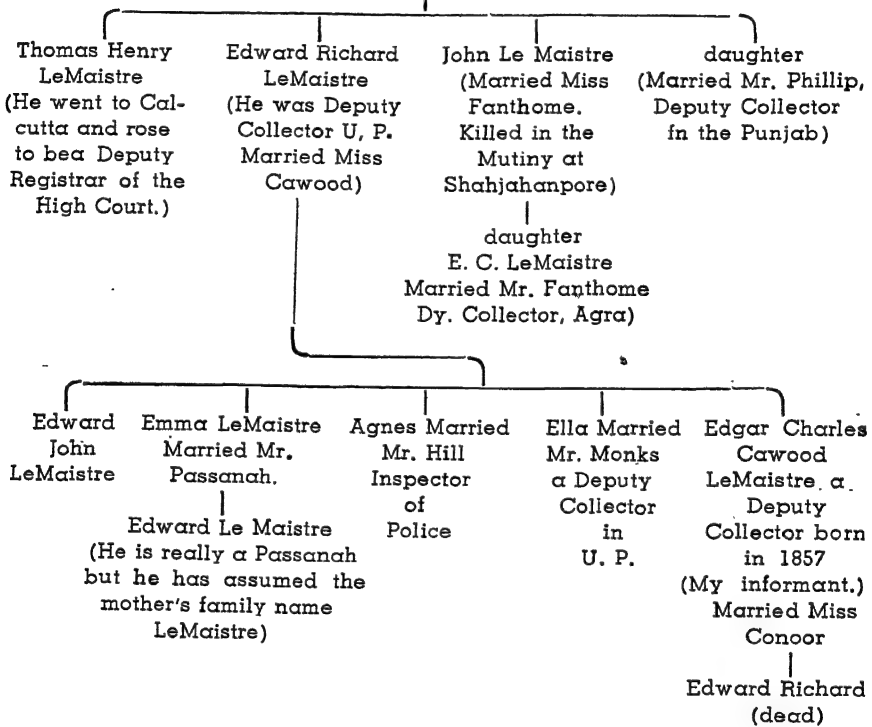 Thomas Henry
LeMaistre
(He went to Cal-
cutta and rose
to bea Deputy
Registrar of the
High Court.)
Edward Richard
LeMaistre
(He was Deputy
Collector U, P.
Married Miss
Cawood)
John Le Maistre
(Married Miss
Fanthome.
Killed in the
Mutiny at
Shahjahanpore)
daughter
E. C. LeMaistre
Married Mr. Fanthome
Dy. Collector, Agra)
daughter
(Married Mr. Phillip,
Deputy Collector
fn the Punjab)
Edward
John
LeMaistre
Emma LeMaistre
Married Mr.
Passanah.
Edward Le Maistre
(He is really a Passanah
but he has assumed the
mother's family name
LeMaistre)
Agnes Married
Mr. Hill
Inspector
of
Police
Ella Married
Mr. Monks
a Deputy
Collector
in
U. P.
Edgar Charles
Cawood
LeMaistre a
Deputy
Collector born
in 1857
(My informant.)
Married Miss
Conoor
Edward Richard
(dead)